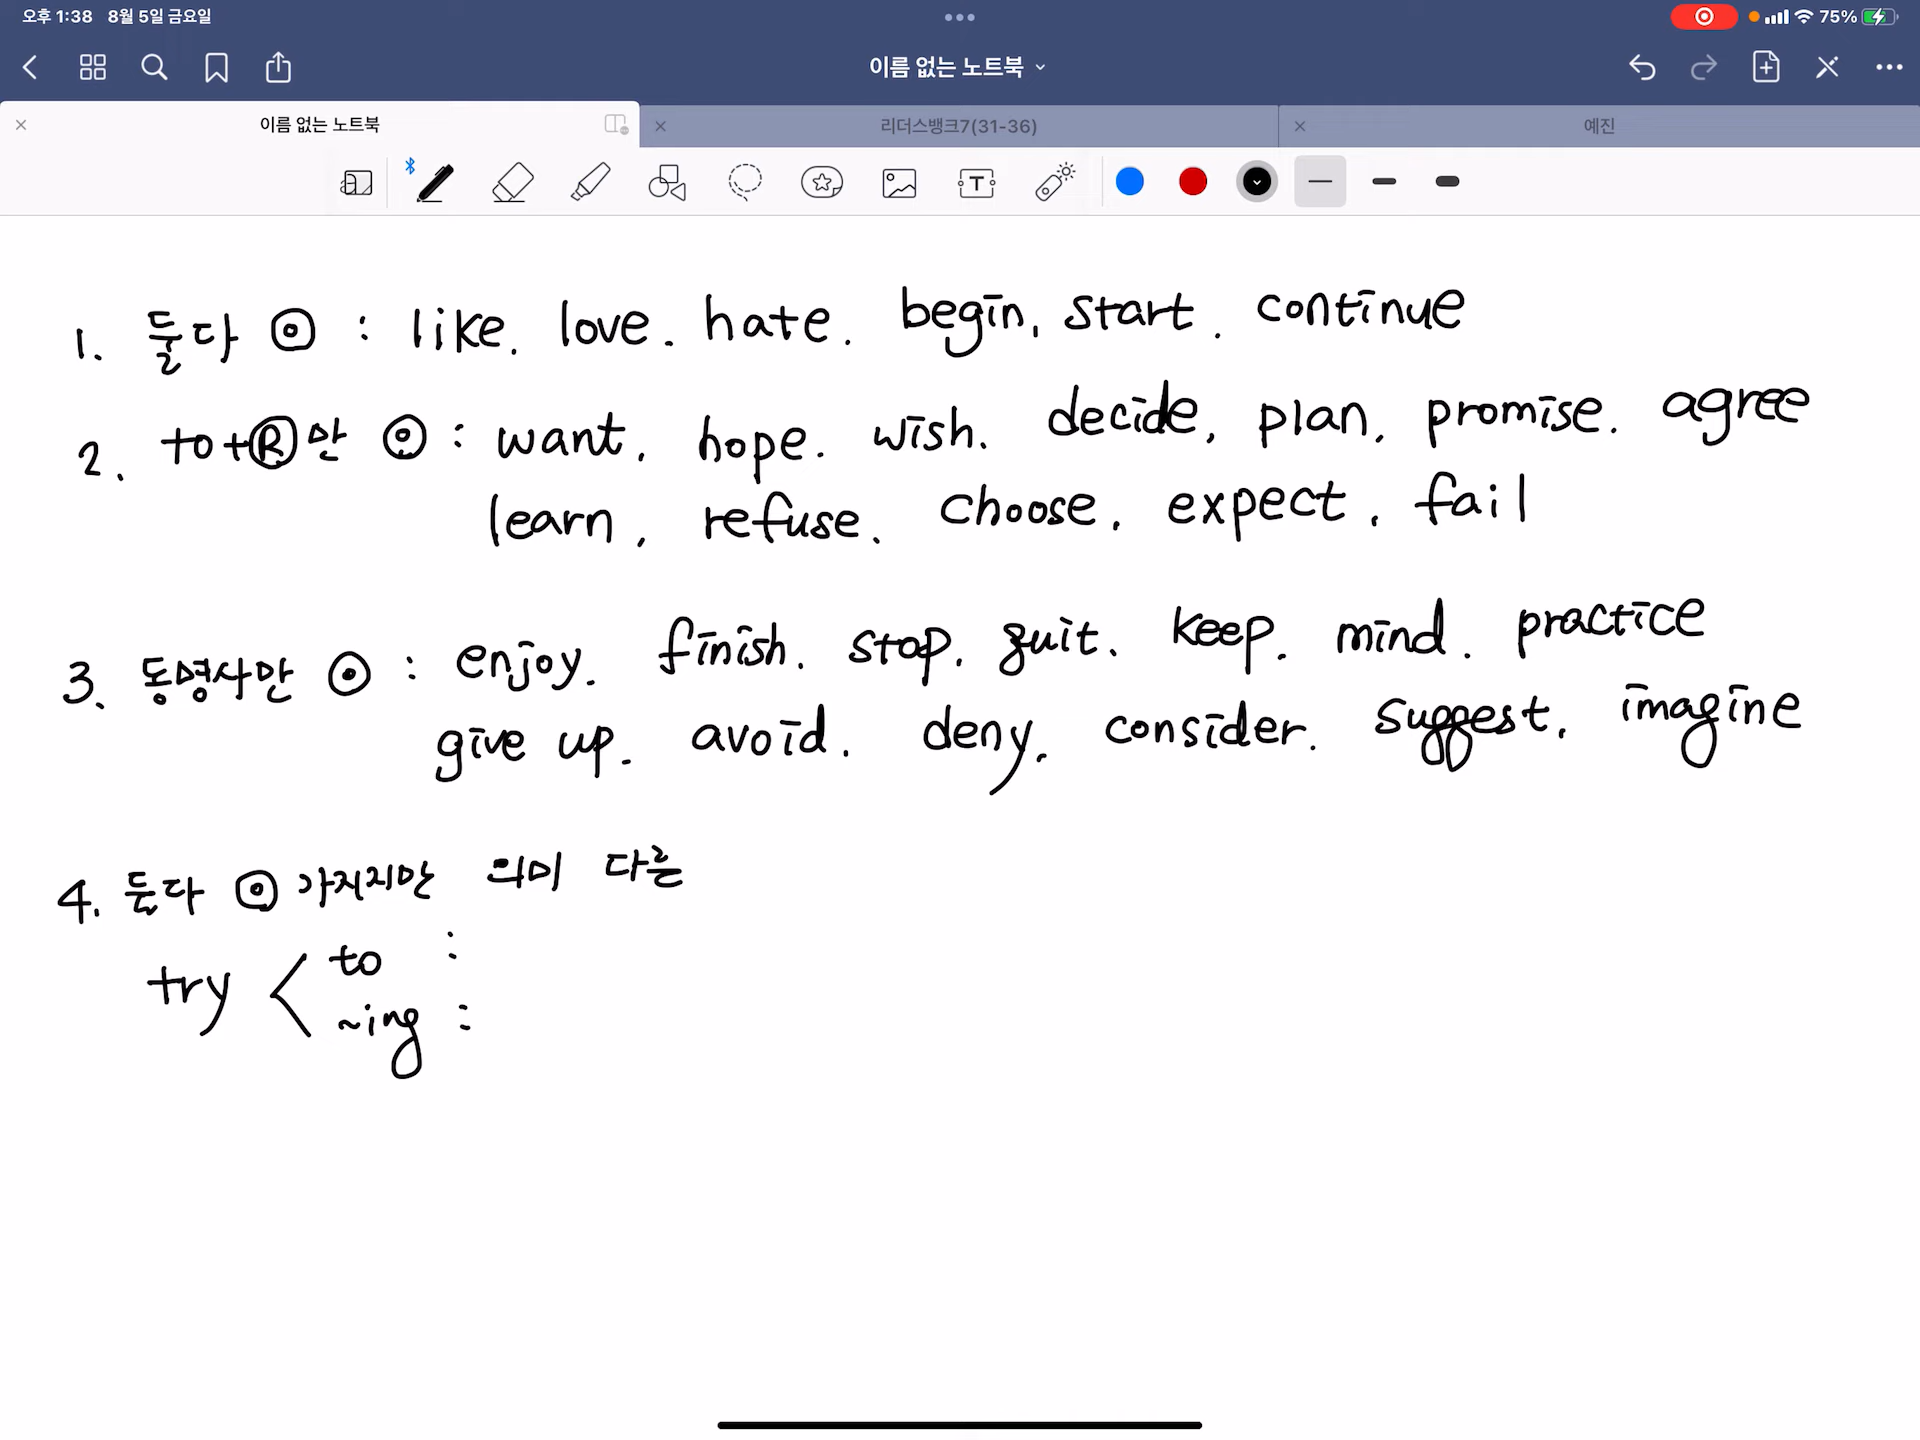 오후 1:38 8월 5일 금요일
75%
이름 없는 노트북
이름 없는 노트북
리더스뱅크7(31-36)
예진
1. 둘다 ⊙ : like. love. hate. begin, start. continue
2. to+Ⓡ만 ⊙ : want, hope. wish. decide, plan, promise. agree
learn, refuse. choose. expect, fail
3. 동명사만 ⊙ : enjoy. finish. stop. quit. keep. mind. practice
give up. avoid. deny. consider. suggest. imagine
4. 둘다 ⊙ 가지지만 의미 다름
try < to :
~ing :